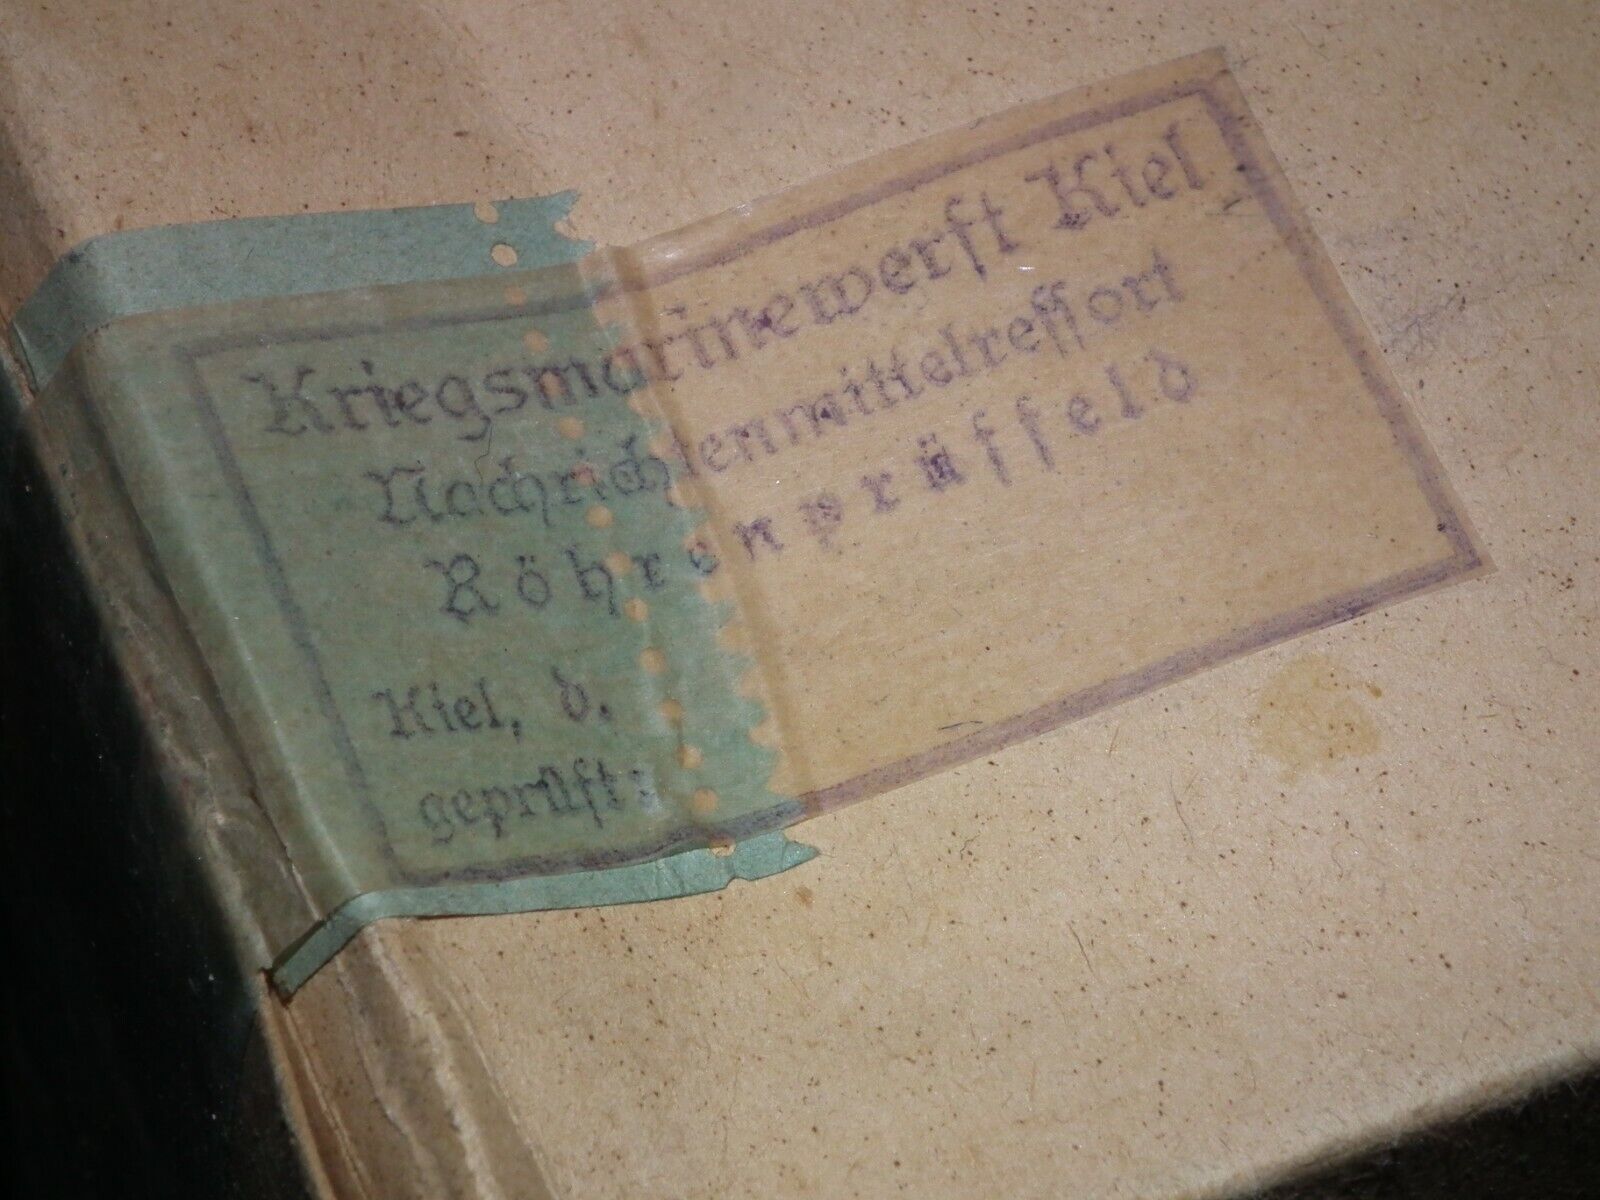 Kriegsmarinewerft Kiel
Nachrichtenmittelressort
Röhrenprüffeld
Kiel, d.
geprüft: